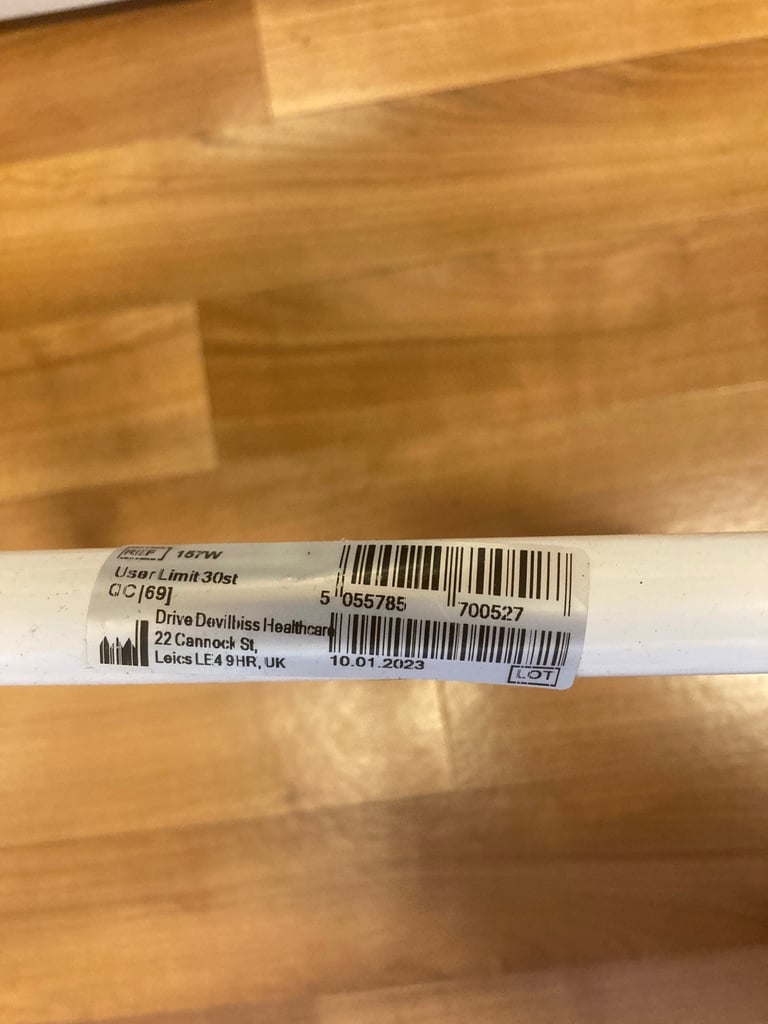 REF 157W
User Limit 30st
QC[69]
Drive Devilbiss Healthcare
22 Cannock St,
Leics LE4 9HR, UK
5 055785 700527
10.01.2023
LOT